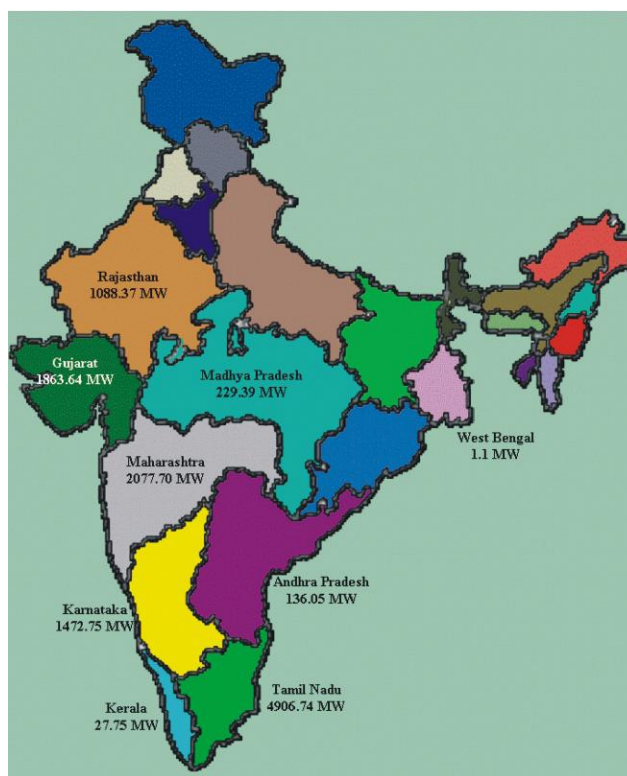 Rajasthan
1088.37 MW
Gujarat
1863.64 MW
Madhya Pradesh
229.39 MW
West Bengal
1.1 MW
Maharashtra
2077.70 MW
Andhra Pradesh
136.05 MW
Karnataka
1472.75 MW
Tamil Nadu
4906.74 MW
Kerala
27.75 MW